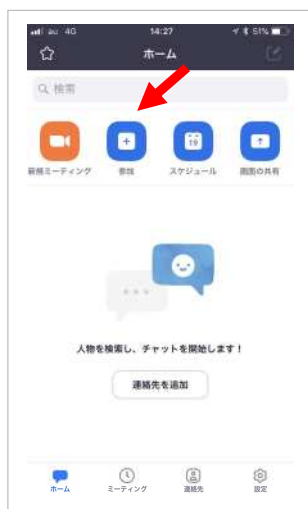 au 4G 14:27 51%
ホーム
検索
新規ミーティング 参加 スケジュール 画面の共有
19
人物を検索し、チャットを開始します！
連絡先を追加
ホーム ミーティング 連絡先 設定